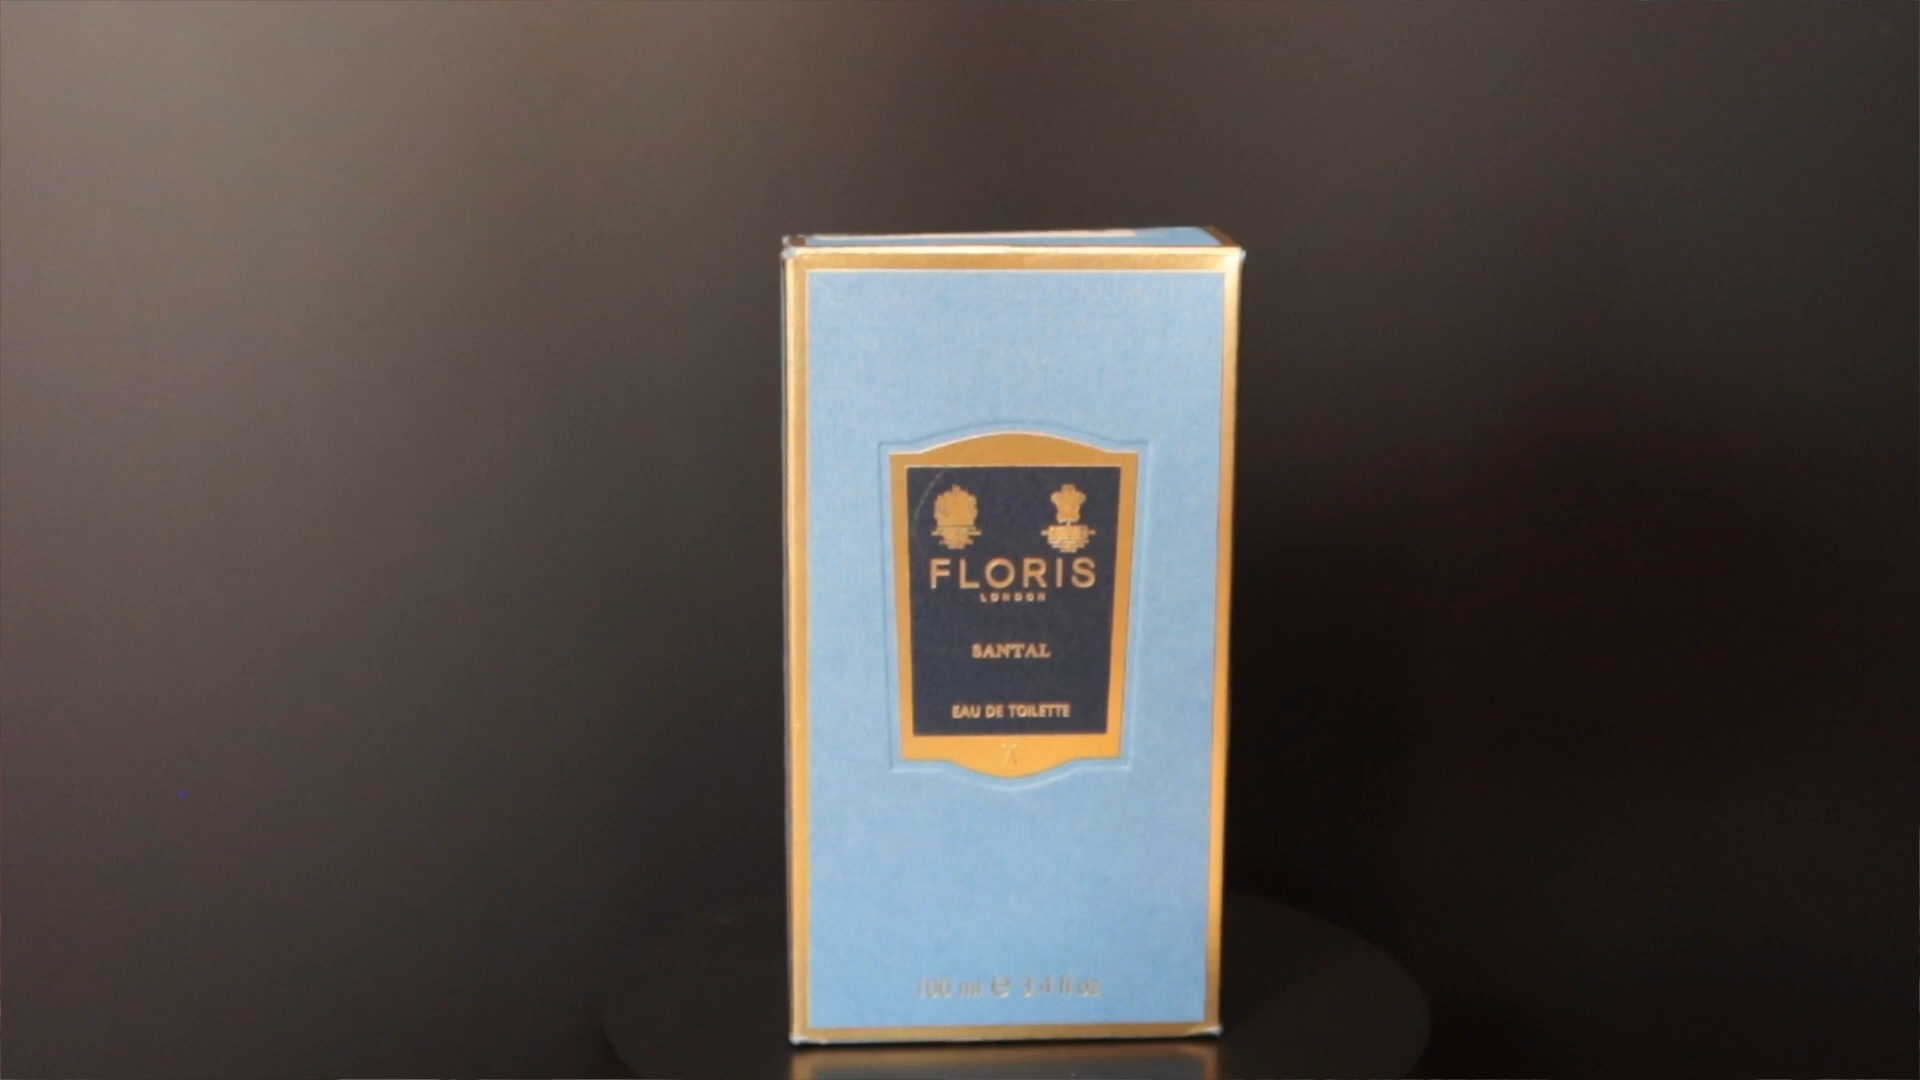 FLORIS
LONDON
SANTAL
EAU DE TOILETTE
100 ml e 3.4 fl oz